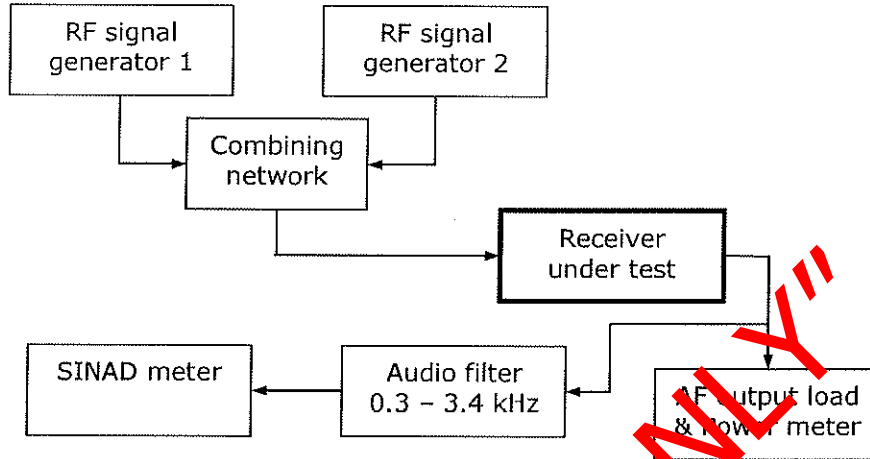 RF signal
generator 1
RF signal
generator 2
Combining
network
Receiver
under test
SINAD meter
Audio filter
0.3 – 3.4 kHz
AF output load
& Power meter
NLY"